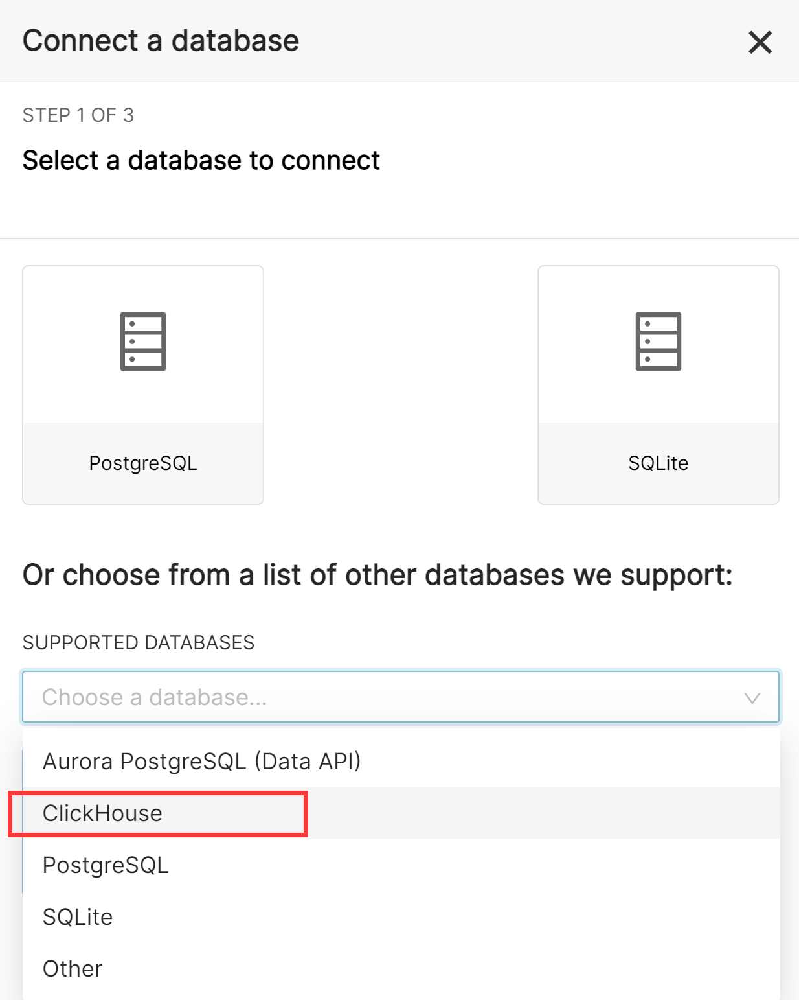 Connect a database
STEP 1 OF 3
Select a database to connect
PostgreSQL
SQLite
Or choose from a list of other databases we support:
SUPPORTED DATABASES
Choose a database...
Aurora PostgreSQL (Data API)
ClickHouse
PostgreSQL
SQLite
Other